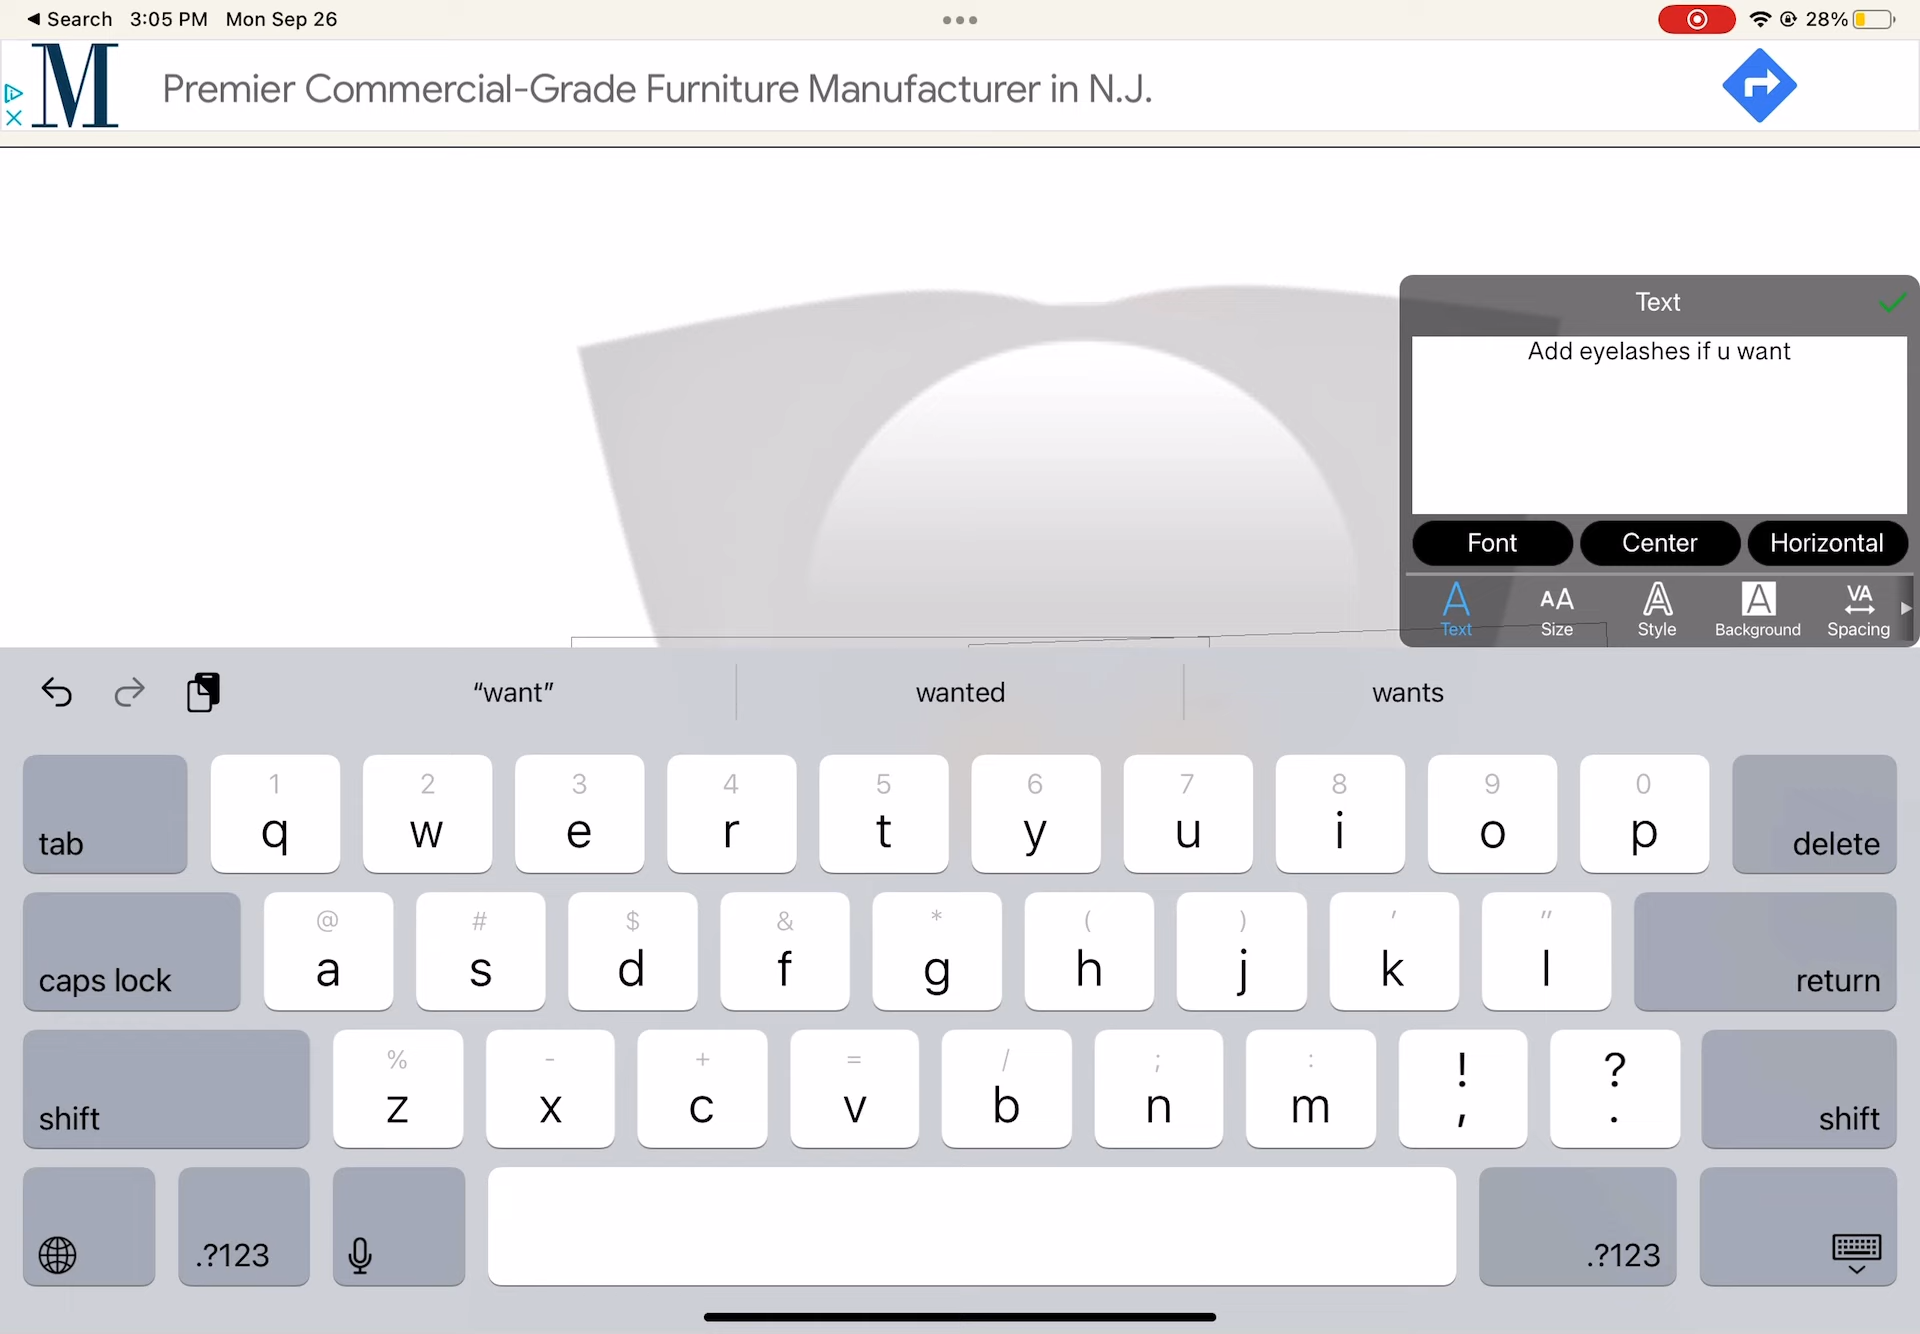 ◀ Search 3:05 PM Mon Sep 26
28%
M Premier Commercial-Grade Furniture Manufacturer in N.J.
Text
Add eyelashes if u want
Font Center Horizontal
A AA A A VA
Text Size Style Background Spacing
“want” wanted wants
1 2 3 4 5 6 7 8 9 0
tab q w e r t y u i o p delete
@ # $ & * ( ) ' "
caps lock a s d f g h j k l return
% - + = / ; : ! ?
shift z x c v b n m , . shift
.?123 .?123